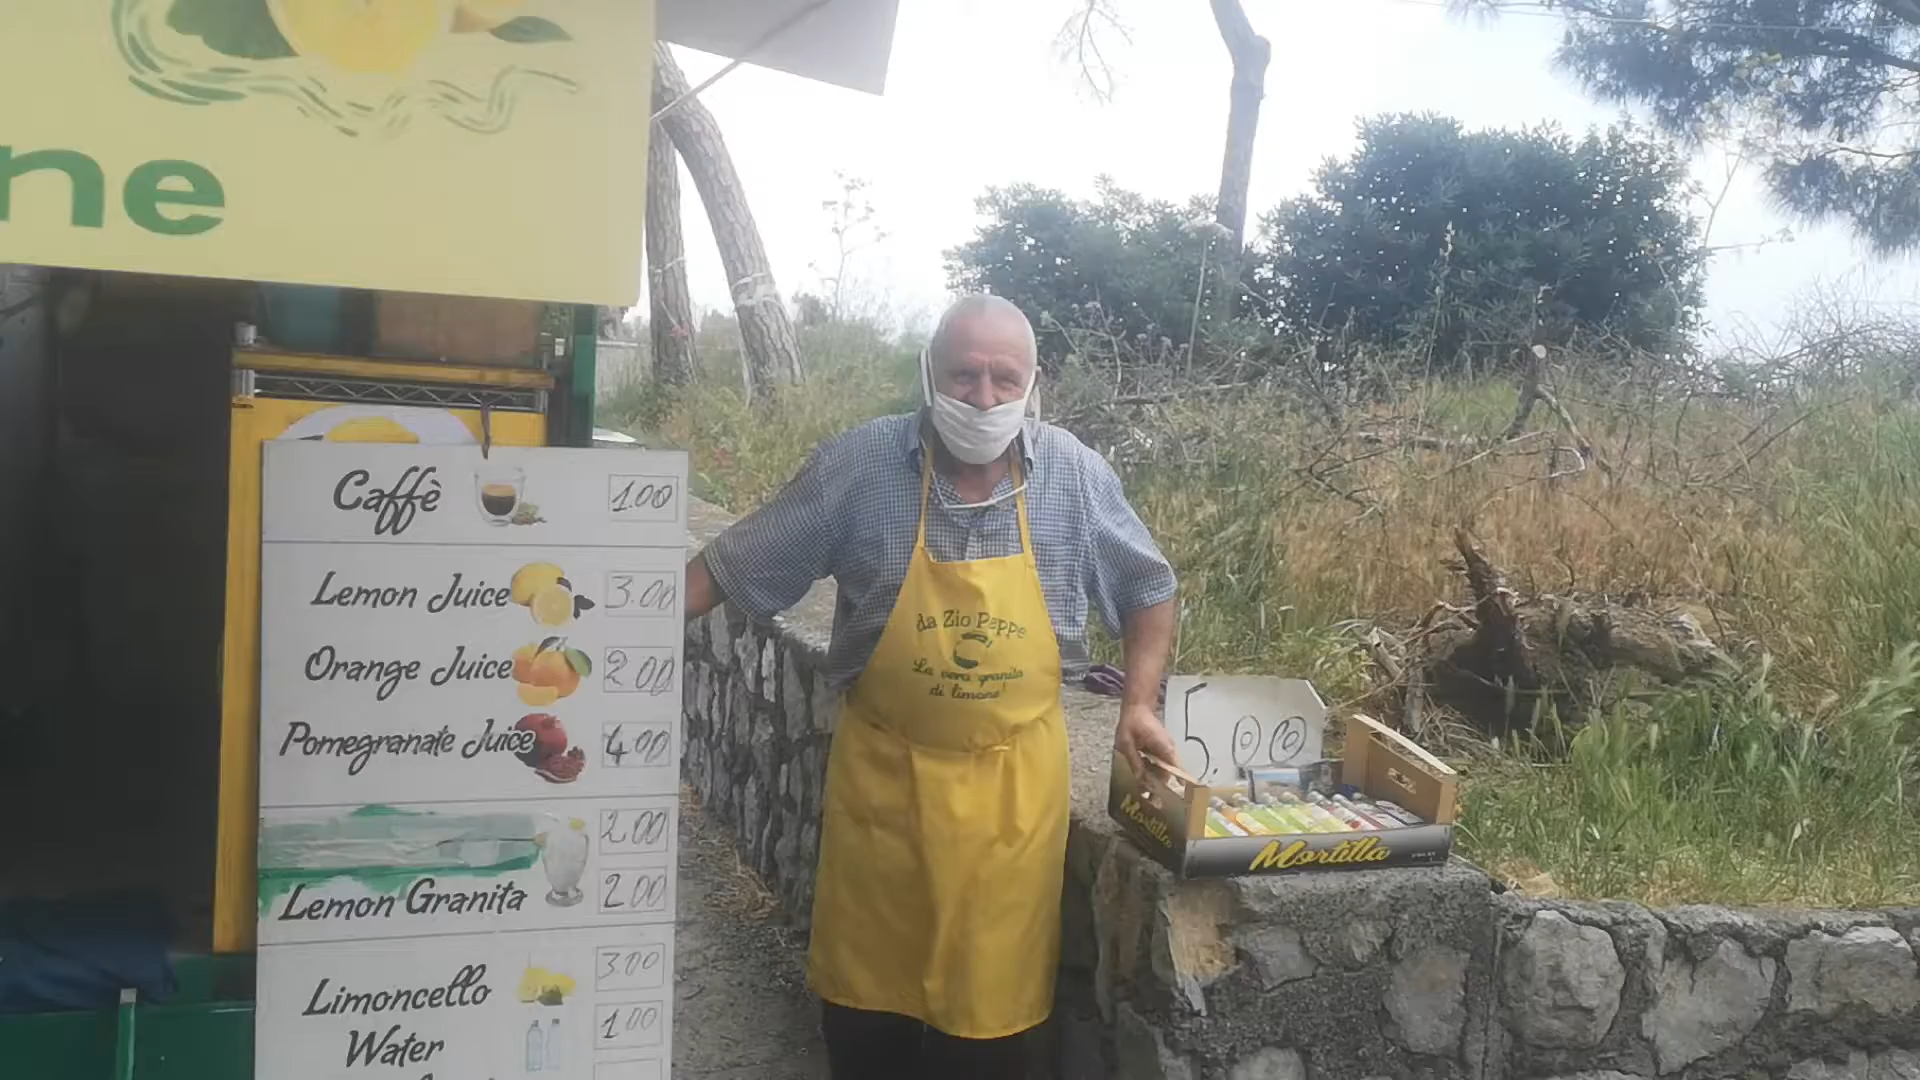 ne
Caffè 1.00
Lemon Juice 3.00
Orange Juice 2.00
Pomegranate Juice 4.00
2.00
Lemon Granita 2.00
Limoncello 3.00
Water 1.00
da Zio Peppe
La vera granita
di limone!
5.00
Mortilla
Mortilla